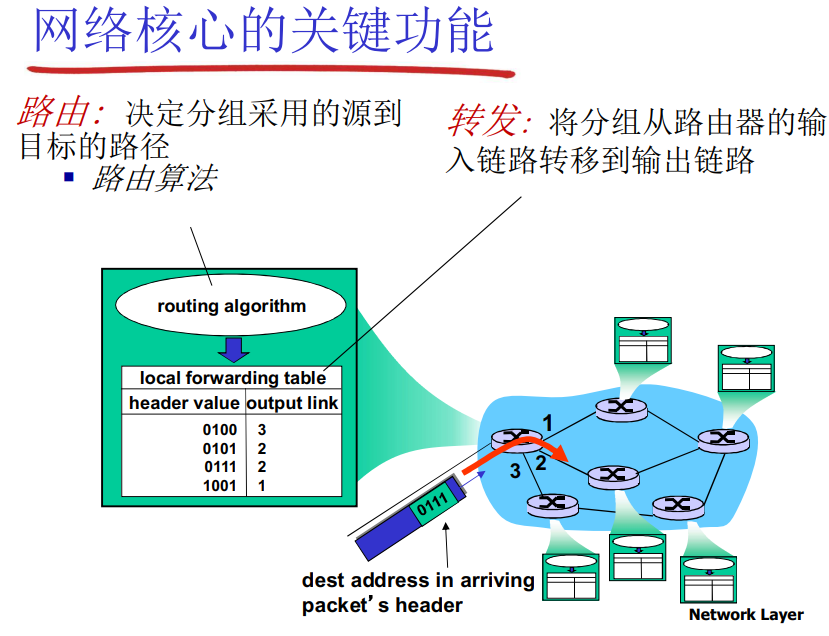 网络核心的关键功能
路由：决定分组采用的源到
目标的路径
路由算法
转发：将分组从路由器的输
入链路转移到输出链路
routing algorithm
local forwarding table
header value output link
0100 3
0101 2
0111 2
1001 1
1
2
3
0111
dest address in arriving
packet’s header
Network Layer